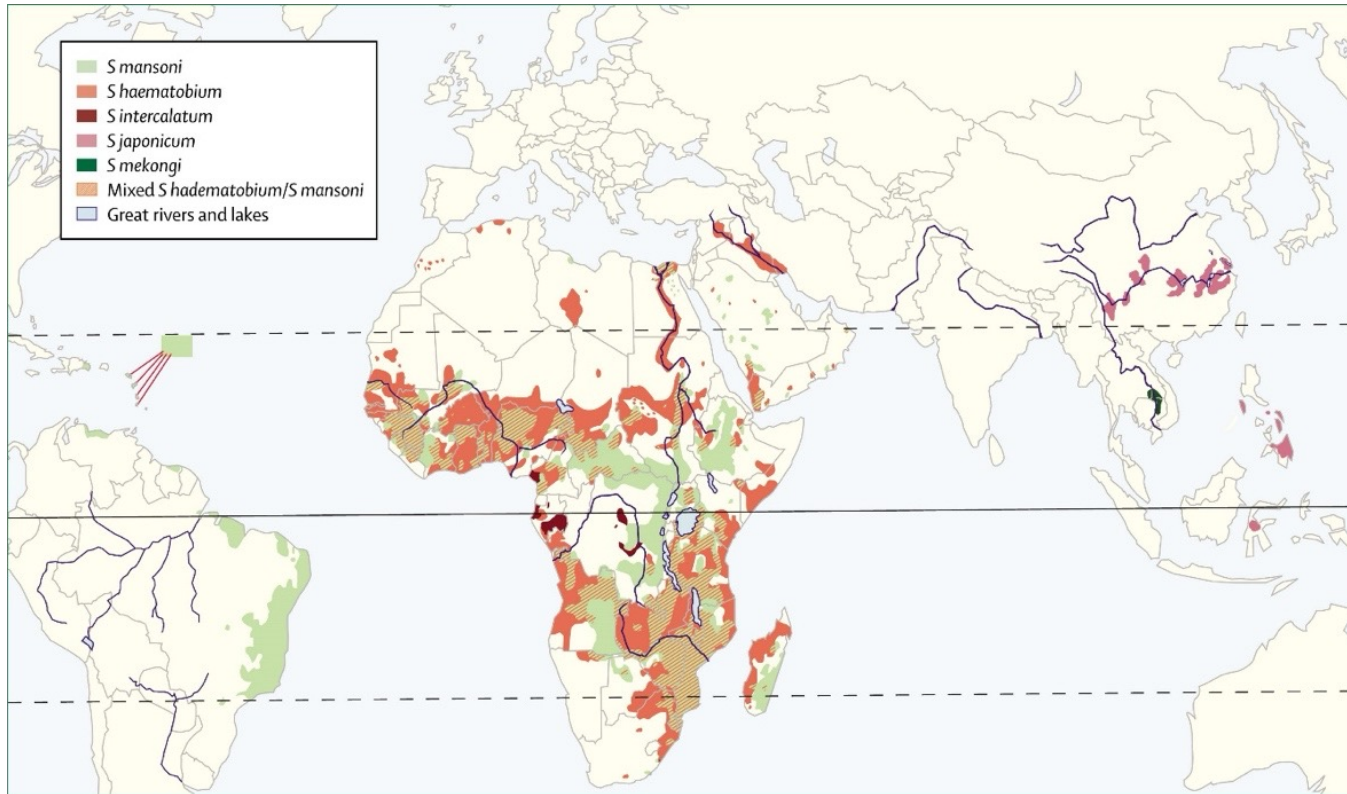 S mansoni
S haematobium
S intercalatum
S japonicum
S mekongi
Mixed S hadematobium/S mansoni
Great rivers and lakes